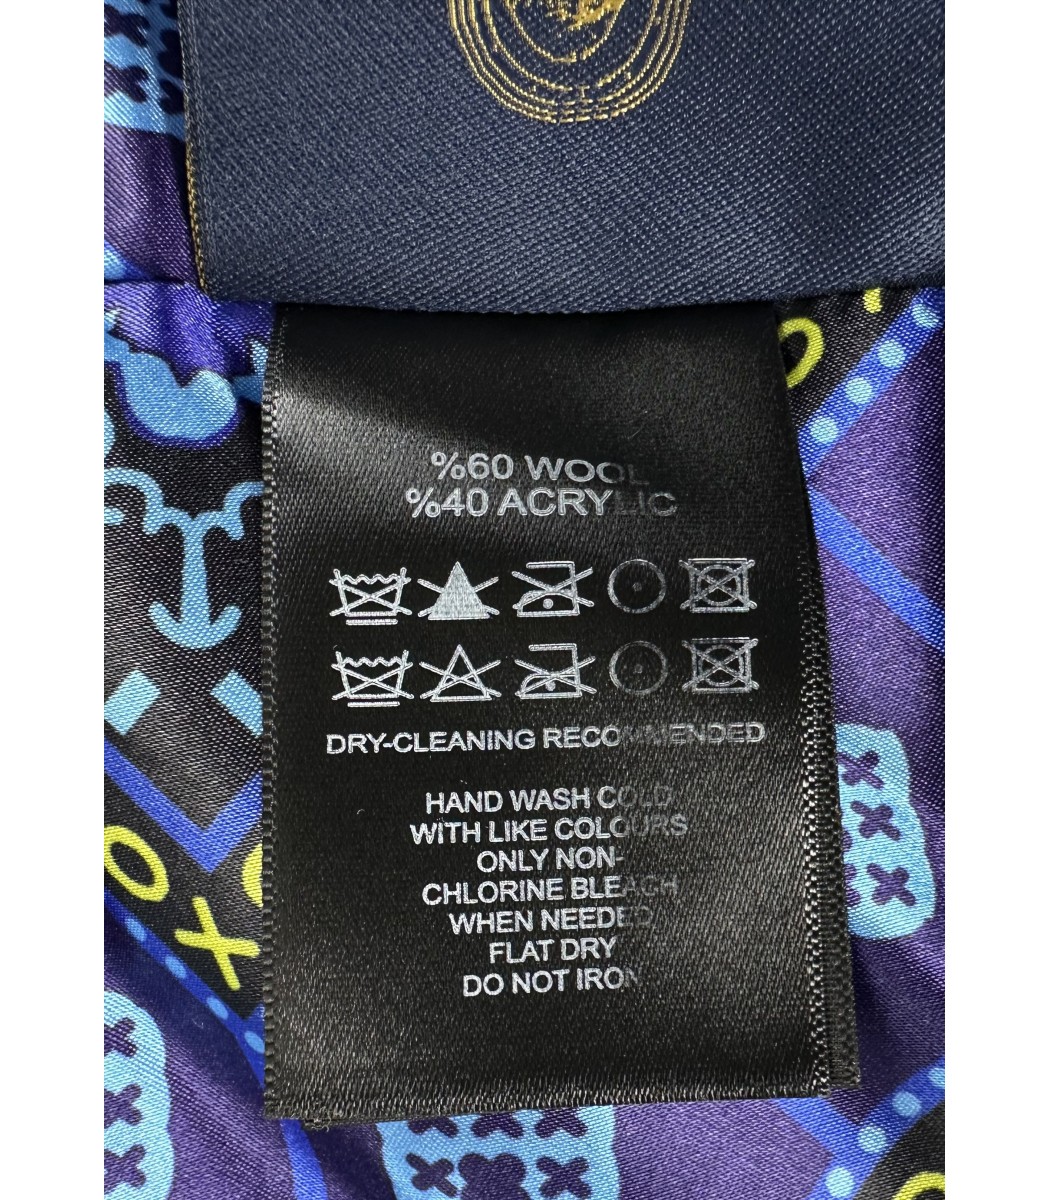 %60 WOOL
%40 ACRYLIC
DRY-CLEANING RECOMMENDED
HAND WASH COLD
WITH LIKE COLOURS
ONLY NON-
CHLORINE BLEACH
WHEN NEEDED
FLAT DRY
DO NOT IRON